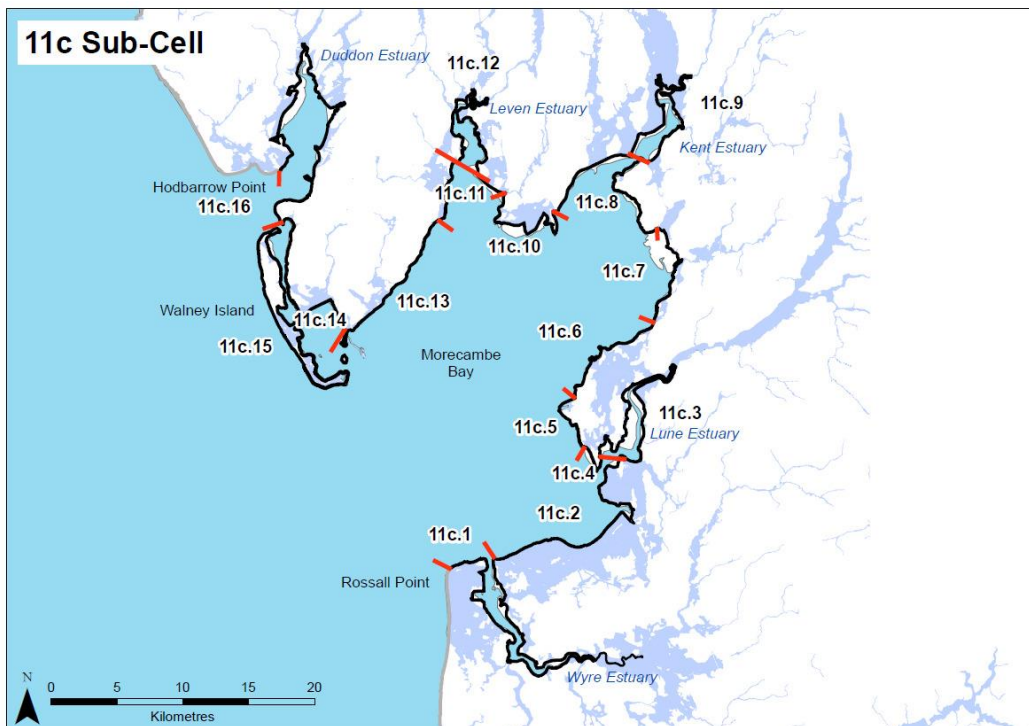 11c Sub-Cell
Duddon Estuary
11c.12
Leven Estuary
11c.9
Kent Estuary
Hodbarrow Point
11c.16
11c.11
11c.8
11c.10
11c.7
Walney Island
11c.14
11c.13
11c.15
11c.6
Morecambe
Bay
11c.5
11c.3
Lune Estuary
11c.4
11c.2
11c.1
Rossall Point
Wyre Estuary
N
0 5 10 15 20
Kilometres